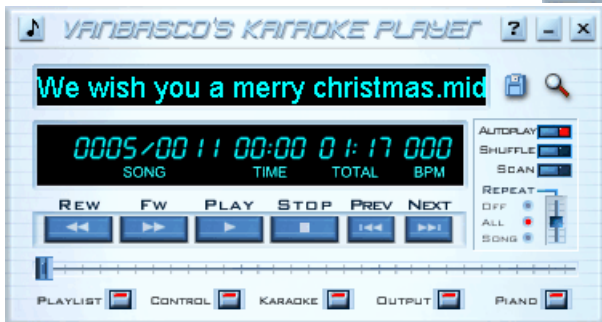 VANBASCO'S KARAOKE PLAYER ? – ×
We wish you a merry christmas.mid
0005/0011 00:00 01:17 000
SONG TIME TOTAL BPM
AUTOPLAY
SHUFFLE
SCAN
REPEAT
OFF
ALL
SONG
REW FW PLAY STOP PREV NEXT
PLAYLIST CONTROL KARAOKE OUTPUT PIANO